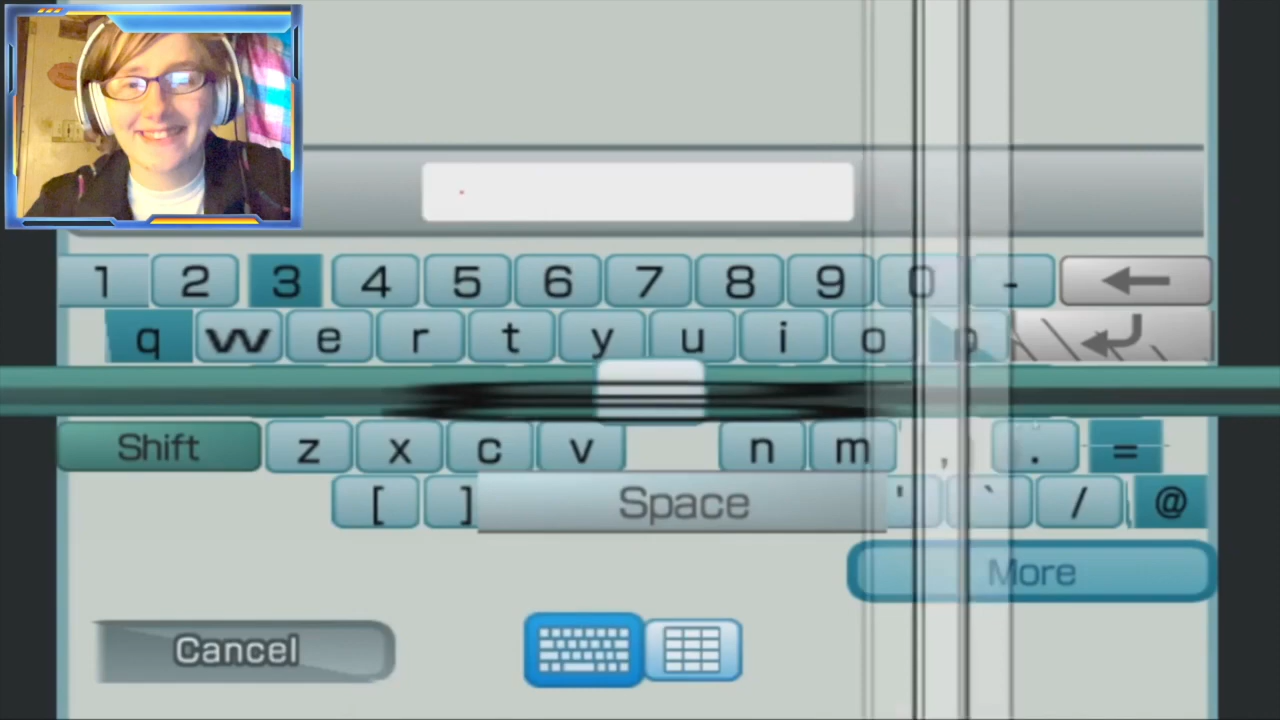 1 2 3 4 5 6 7 8 9 0 -
q w e r t y u i o p
Shift z x c v n m , . =
[ ] Space ' ` / @
More
Cancel